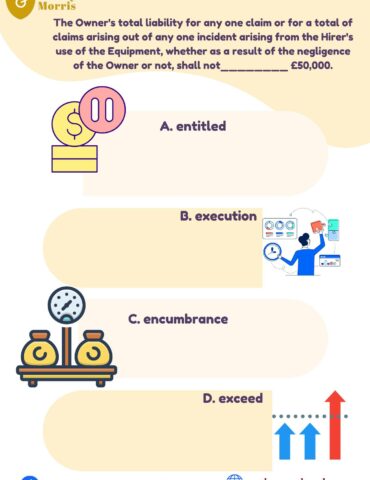 Morris
The Owner's total liability for any one claim or for a total of
claims arising out of any one incident arising from the Hirer's
use of the Equipment, whether as a result of the negligence
of the Owner or not, shall not________ £50,000.
A. entitled
B. execution
C. encumbrance
D. exceed